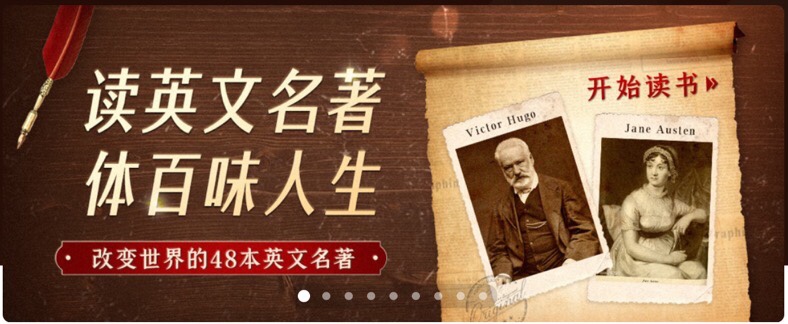 读英文名著
体百味人生
改变世界的48本英文名著
开始读书
Victor Hugo
Jane Austen
Original